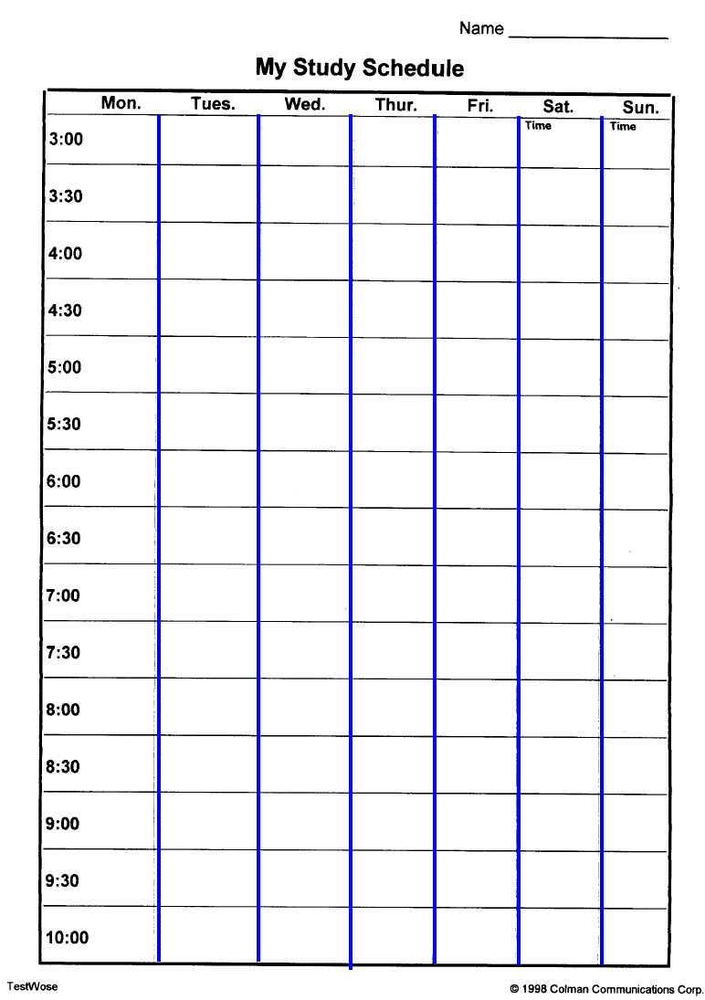 Name
My Study Schedule
Mon. Tues. Wed. Thur. Fri. Sat. Sun.
3:00 Time Time
3:30
4:00
4:30
5:00
5:30
6:00
6:30
7:00
7:30
8:00
8:30
9:00
9:30
10:00
TestWose © 1998 Colman Communications Corp.